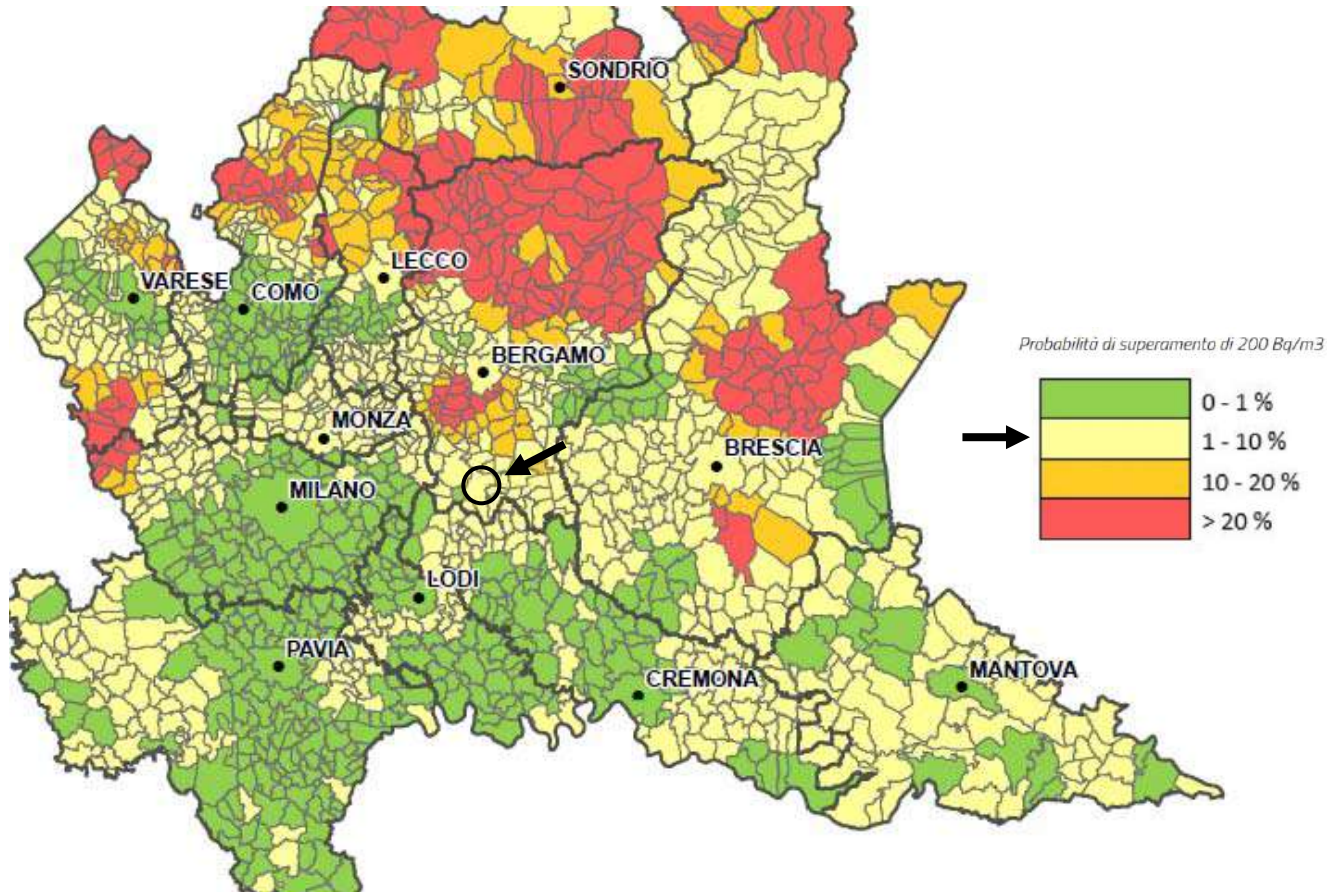 SONDRIO
LECCO
VARESE
COMO
BERGAMO
MONZA
BRESCIA
MILANO
LODI
PAVIA
CREMONA
MANTOVA
Probabilità di superamento di 200 Bq/m3
0 - 1 %
1 - 10 %
10 - 20 %
> 20 %